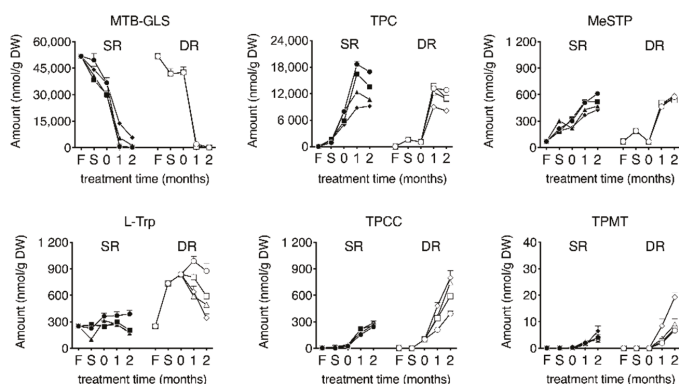 MTB-GLS
SR DR
Amount (nmol/g DW)
60,000
45,000
30,000
15,000
0
F S 0 1 2 F S 0 1 2
treatment time (months)
TPC
SR DR
Amount (nmol/g DW)
24,000
18,000
12,000
6,000
0
F S 0 1 2 F S 0 1 2
treatment time (months)
MeSTP
SR DR
Amount (nmol/g DW)
1 200
900
600
300
0
F S 0 1 2 F S 0 1 2
treatment time (months)
L-Trp
SR DR
Amount (nmol/g DW)
1 200
900
600
300
0
F S 0 1 2 F S 0 1 2
treatment time (months)
TPCC
SR DR
Amount (nmol/g DW)
1 200
900
600
300
0
F S 0 1 2 F S 0 1 2
treatment time (months)
TPMT
SR DR
Amount (nmol/g DW)
40
30
20
10
0
F S 0 1 2 F S 0 1 2
treatment time (months)